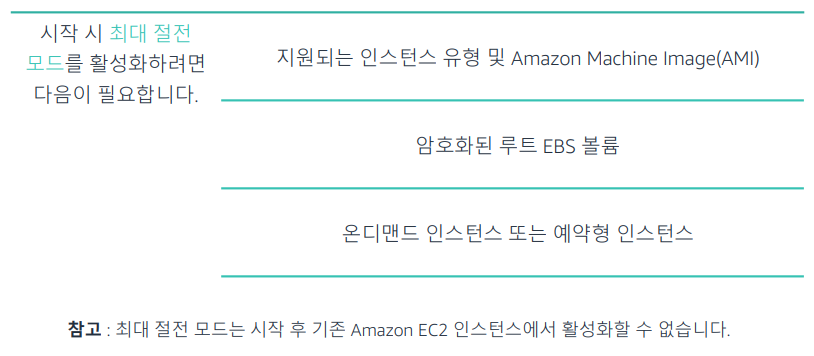 시작 시 최대 절전
모드를 활성화하려면
다음이 필요합니다.
지원되는 인스턴스 유형 및 Amazon Machine Image(AMI)
암호화된 루트 EBS 볼륨
온디맨드 인스턴스 또는 예약형 인스턴스
참고 : 최대 절전 모드는 시작 후 기존 Amazon EC2 인스턴스에서 활성화할 수 없습니다.